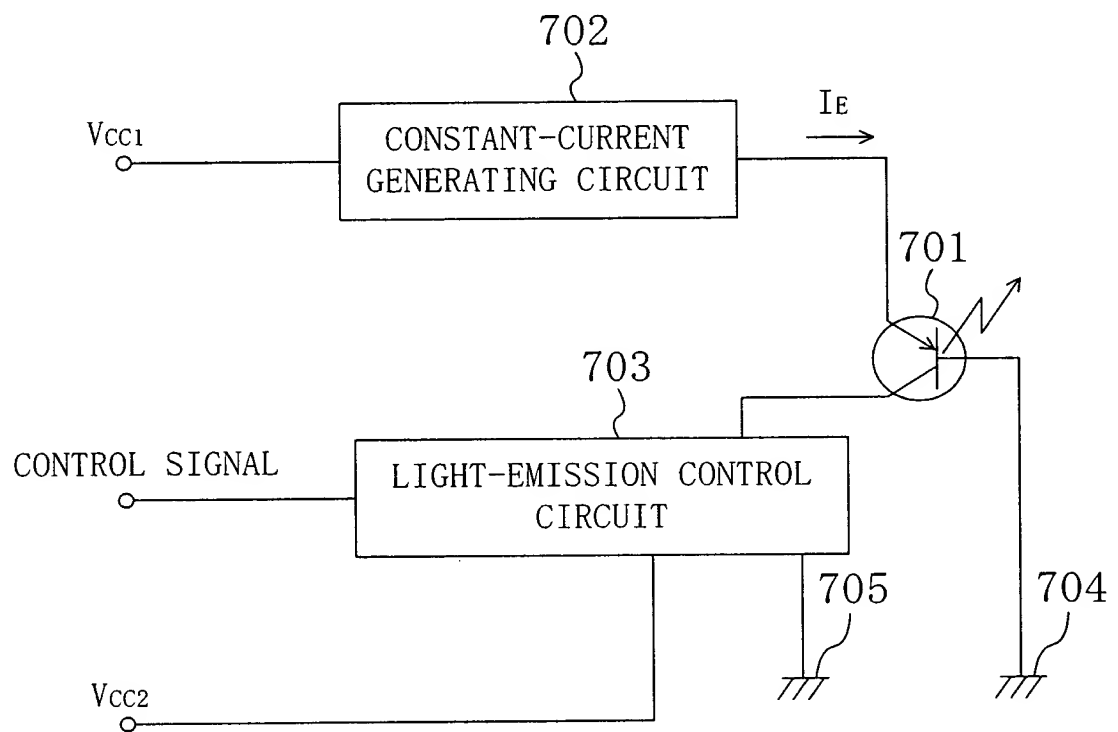 702
IE
VCC1
CONSTANT-CURRENT
GENERATING CIRCUIT
701
703
CONTROL SIGNAL
LIGHT-EMISSION CONTROL
CIRCUIT
705
704
VCC2